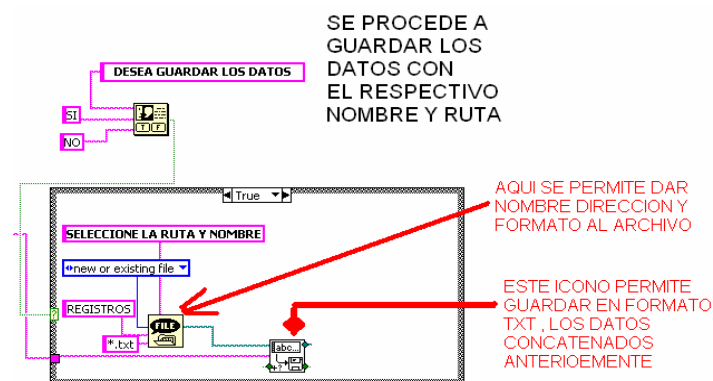 SE PROCEDE A
GUARDAR LOS
DATOS CON
EL RESPECTIVO
NOMBRE Y RUTA
DESEA GUARDAR LOS DATOS
SI
T F
NO
True
AQUI SE PERMITE DAR
NOMBRE DIRECCION Y
FORMATO AL ARCHIVO
SELECCIONE LA RUTA Y NOMBRE
new or existing file
REGISTROS
FILE
*.txt
?
abc..
+?
ESTE ICONO PERMITE
GUARDAR EN FORMATO
TXT , LOS DATOS
CONCATENADOS
ANTERIOEMENTE